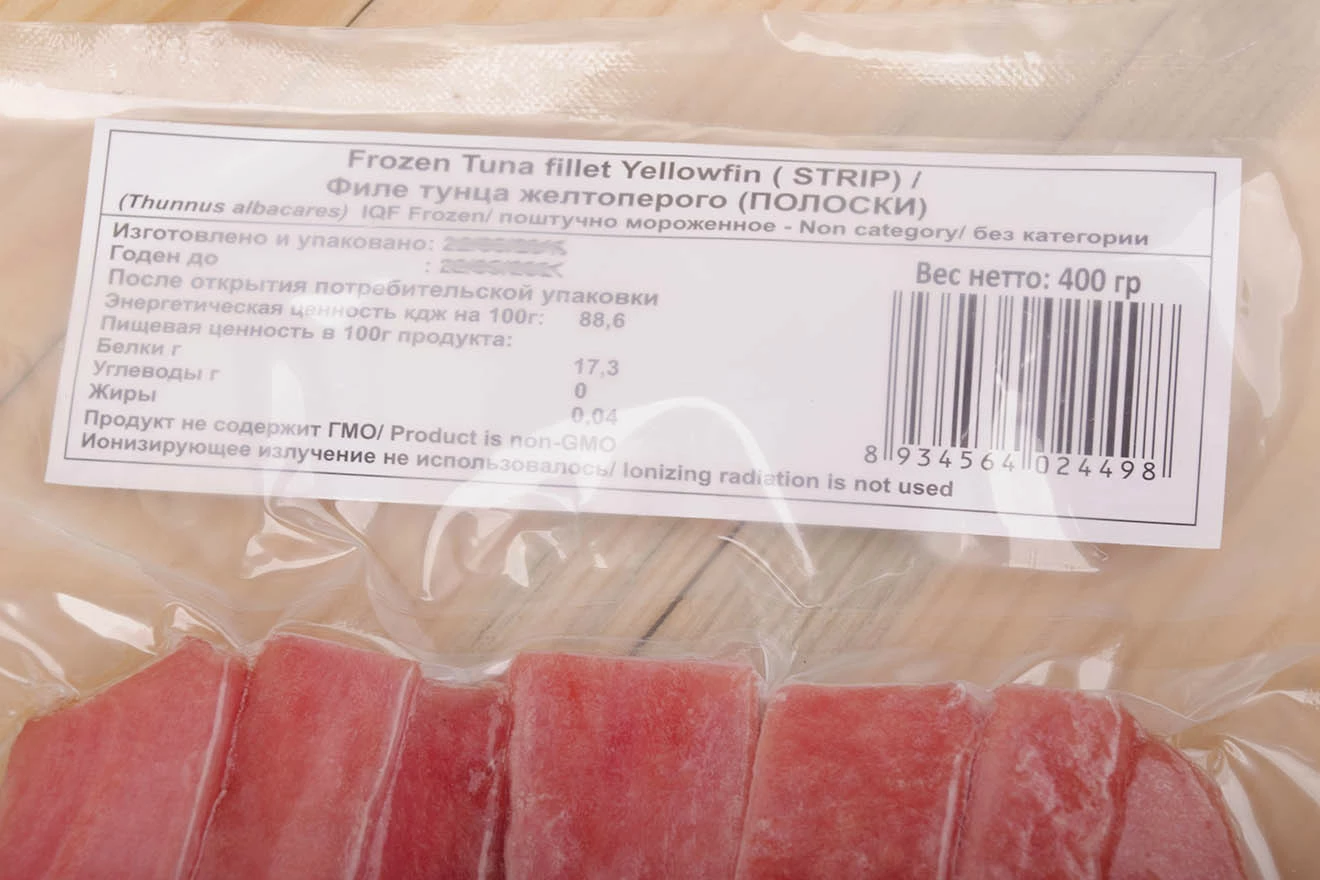 Frozen Tuna fillet Yellowfin ( STRIP) /
Филе тунца желтоперого (ПОЛОСКИ)
(Thunnus albacares) IQF Frozen/ поштучно мороженное - Non category/ без категории
Изготовлено и упаковано:
Годен до :
После открытия потребительской упаковки
Энергетическая ценность кдж на 100г: 88,6
Пищевая ценность в 100г продукта:
Белки г 17,3
Углеводы г 0
Жиры 0,04
Продукт не содержит ГМО/ Product is non-GMO
Ионизирующее излучение не использовалось/ Ionizing radiation is not used
Вес нетто: 400 гр
8 934564 024498